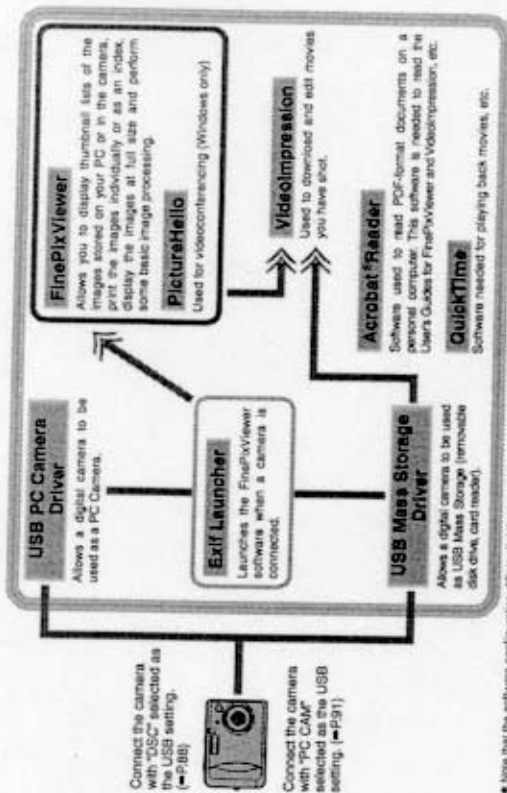 Connect the camera
with "DSC" selected as
the USB setting.
(➡P.88)
Connect the camera
with "PC CAM"
selected as the USB
setting. (➡P.91)
USB PC Camera
Driver
Allows a digital camera to be
used as a PC Camera.
Exif Launcher
Launches the FinePixViewer
software when a camera is
connected.
USB Mass Storage
Driver
Allows a digital camera to be used
as USB Mass Storage (removable
disk drive, card reader).
FinePixViewer
Allows you to display thumbnail lists of the
images stored on your PC or in the camera,
print the images individually or as an index,
display the images at full size and perform
some basic image processing.
PictureHello
Used for videoconferencing (Windows only)
VideoImpression
Used to download and edit movies
you have shot.
Acrobat®Reader
Software used to read PDF-format documents on a
personal computer. This software is needed to read the
User's Guides for FinePixViewer and VideoImpression, etc.
QuickTime
Software needed for playing back movies, etc.
● Note that the software